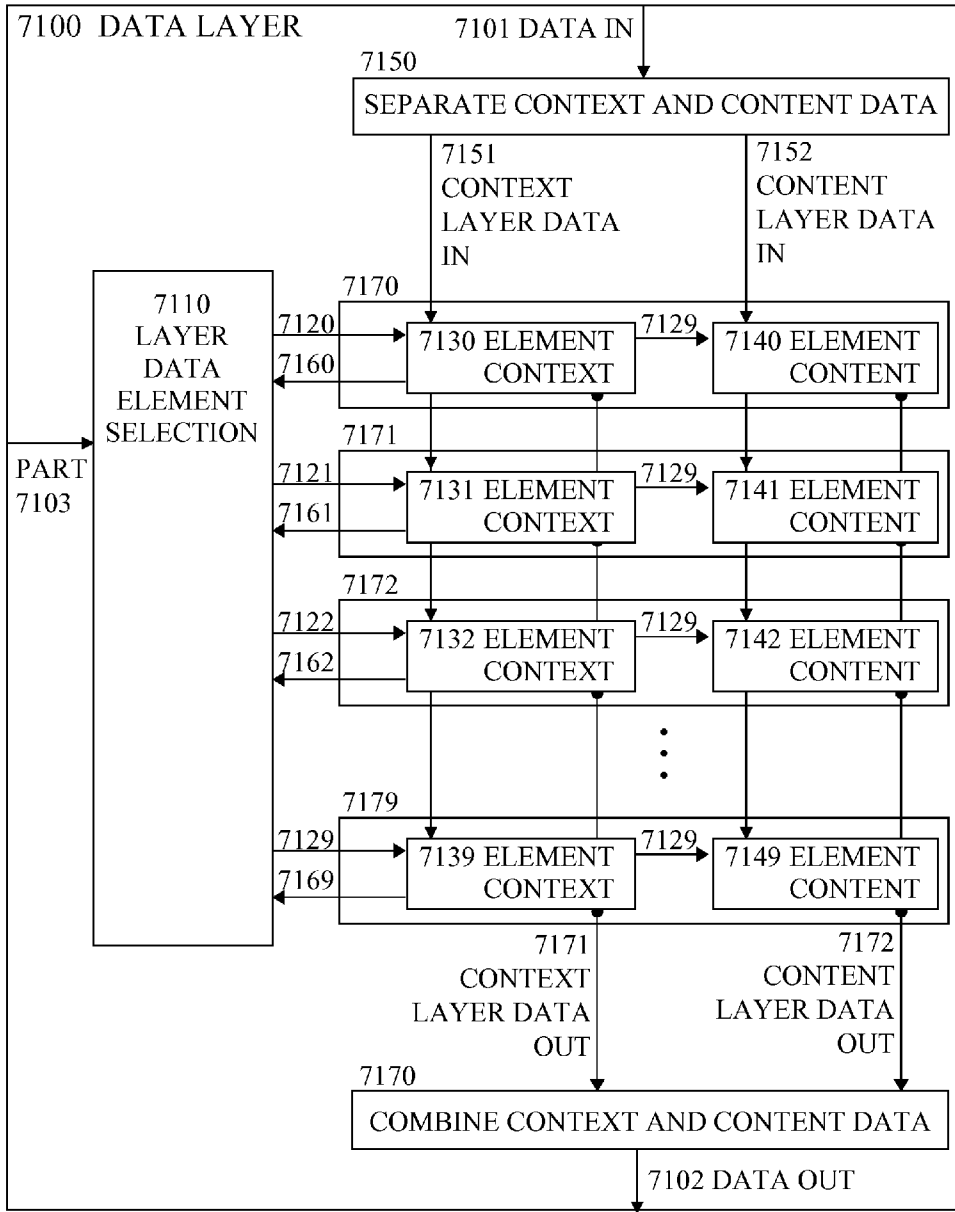 7100 DATA LAYER
7101 DATA IN
7150
SEPARATE CONTEXT AND CONTENT DATA
7151
CONTEXT
LAYER DATA
IN
7152
CONTENT
LAYER DATA
IN
7110
LAYER
DATA
ELEMENT
SELECTION
PART
7103
7170
7120
7160
7130 ELEMENT
CONTEXT
7129
7140 ELEMENT
CONTENT
7171
7121
7161
7131 ELEMENT
CONTEXT
7129
7141 ELEMENT
CONTENT
7172
7122
7162
7132 ELEMENT
CONTEXT
7129
7142 ELEMENT
CONTENT
7179
7129
7169
7139 ELEMENT
CONTEXT
7129
7149 ELEMENT
CONTENT
7171
CONTEXT
LAYER DATA
OUT
7172
CONTENT
LAYER DATA
OUT
7170
COMBINE CONTEXT AND CONTENT DATA
7102 DATA OUT